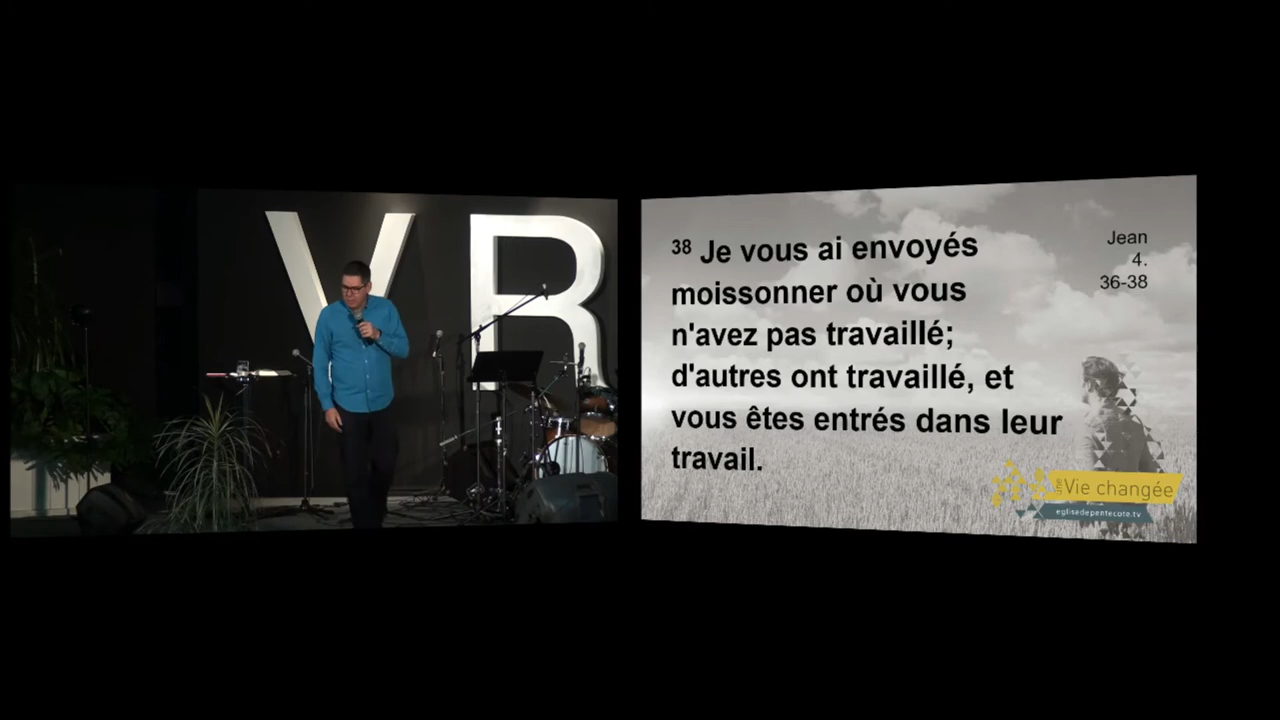 V R
38 Je vous ai envoyés
moissonner où vous
n'avez pas travaillé;
d'autres ont travaillé, et
vous êtes entrés dans leur
travail.
Jean
4.
36-38
une Vie changée
eglisedepentecote.tv